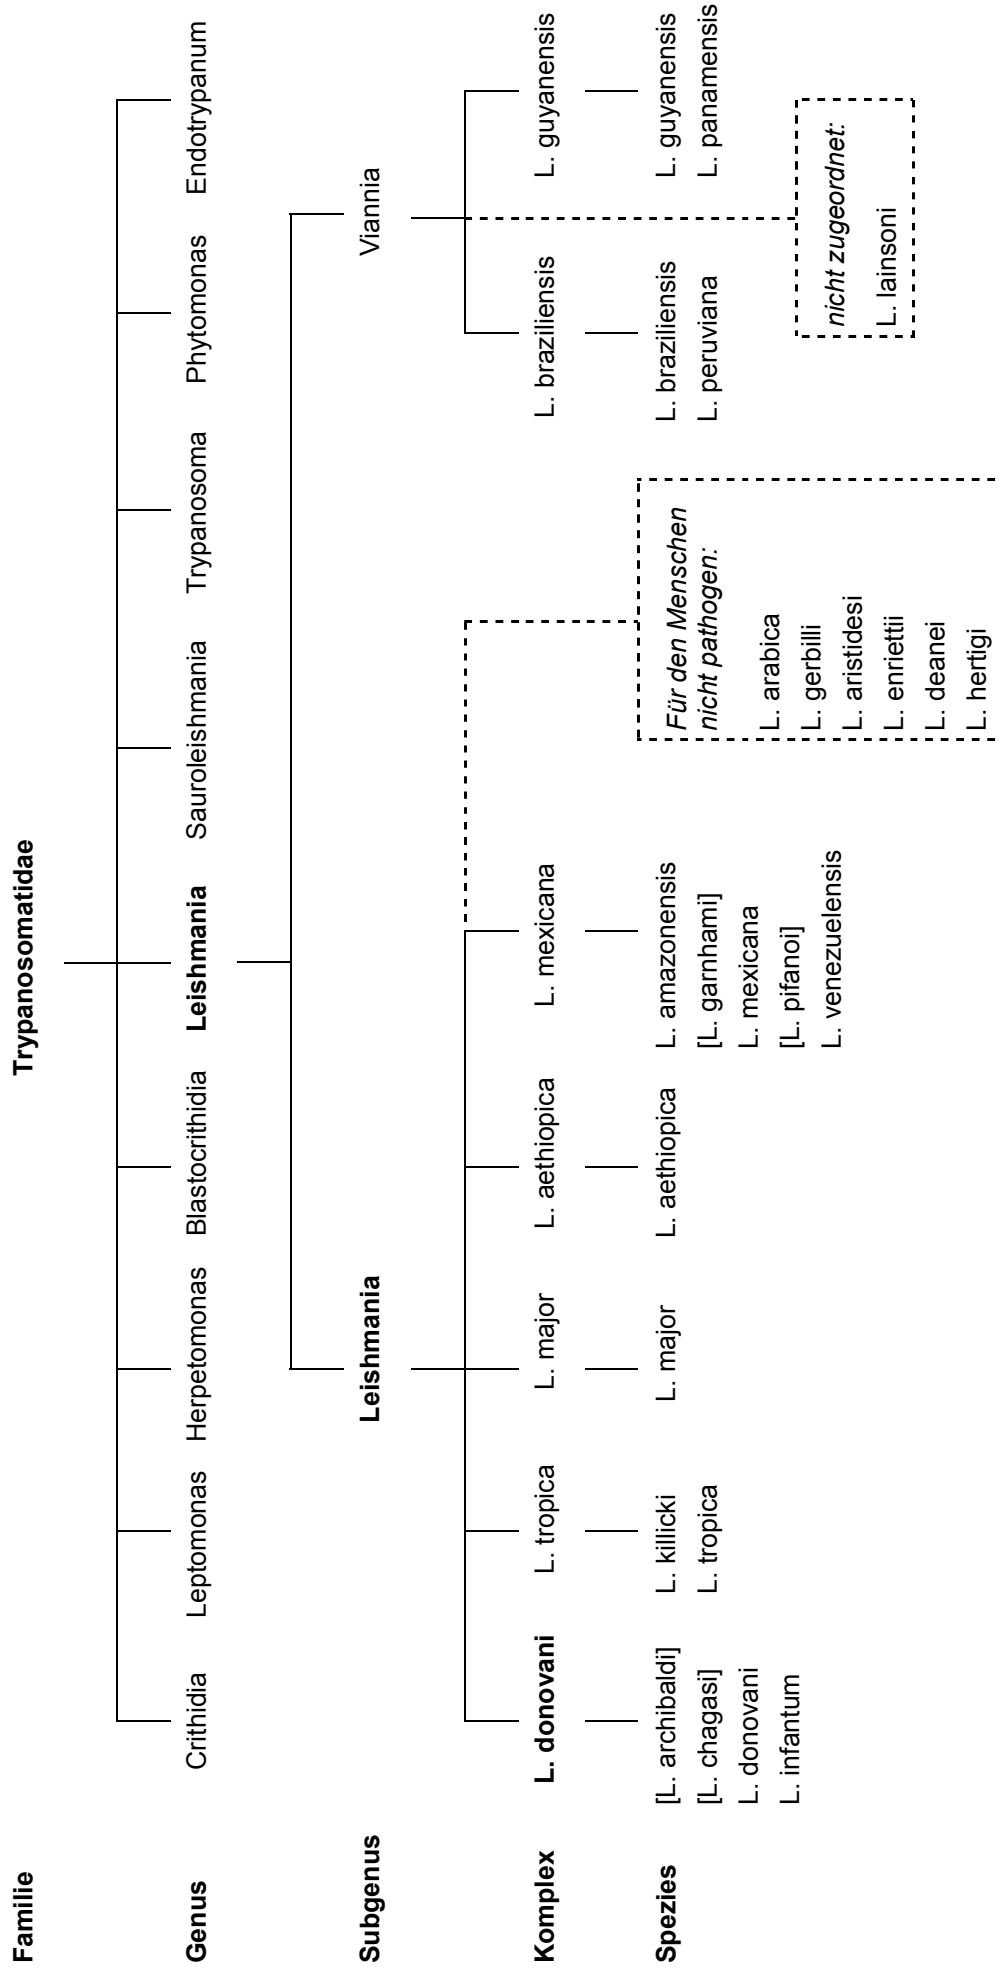 Familie
Trypanosomatidae
Genus
Crithidia
Leptomonas
Herpetomonas
Blastocrithidia
Leishmania
Sauroleishmania
Trypanosoma
Phytomonas
Endotrypanum
Subgenus
Leishmania
Viannia
Komplex
L. donovani
L. tropica
L. major
L. aethiopica
L. mexicana
L. braziliensis
L. guyanensis
Spezies
[L. archibaldi]
[L. chagasi]
L. donovani
L. infantum
L. killicki
L. tropica
L. major
L. aethiopica
L. amazonensis
[L. garnhami]
L. mexicana
[L. pifanoi]
L. venezuelensis
Für den Menschen
nicht pathogen:
L. arabica
L. gerbilli
L. aristidesi
L. enriettii
L. deanei
L. hertigi
L. braziliensis
L. peruviana
L. guyanensis
L. panamensis
nicht zugeordnet:
L. lainsoni